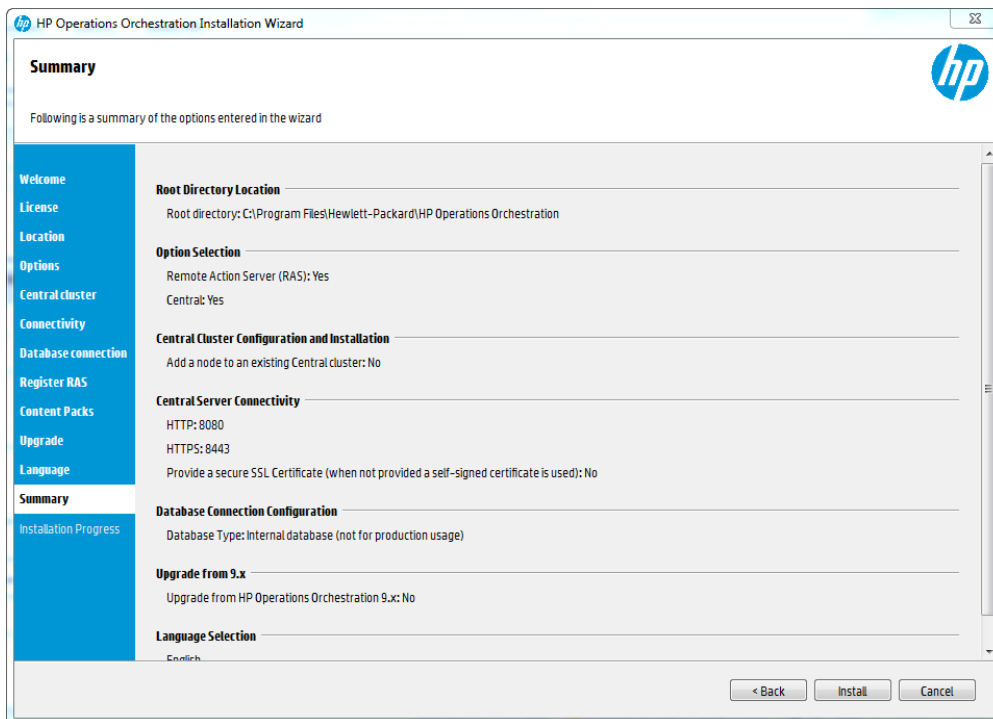 HP Operations Orchestration Installation Wizard
Summary
hp
Following is a summary of the options entered in the wizard
Welcome
License
Location
Options
Central cluster
Connectivity
Database connection
Register RAS
Content Packs
Upgrade
Language
Summary
Installation Progress
Root Directory Location
Root directory: C:\Program Files\Hewlett-Packard\HP Operations Orchestration
Option Selection
Remote Action Server (RAS): Yes
Central: Yes
Central Cluster Configuration and Installation
Add a node to an existing Central cluster: No
Central Server Connectivity
HTTP: 8080
HTTPS: 8443
Provide a secure SSL Certificate (when not provided a self-signed certificate is used): No
Database Connection Configuration
Database Type: Internal database (not for production usage)
Upgrade from 9.x
Upgrade from HP Operations Orchestration 9.x: No
Language Selection
English
< Back
Install
Cancel